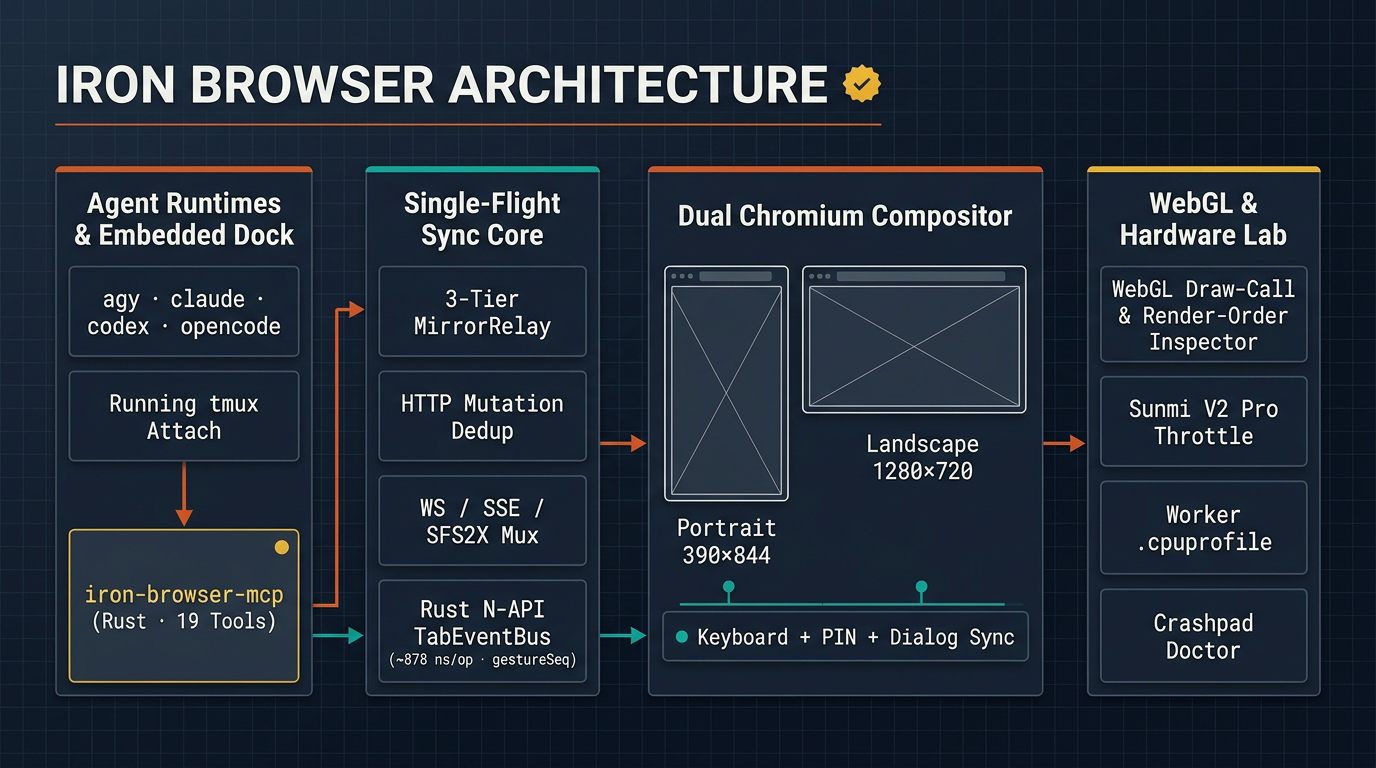 IRON BROWSER ARCHITECTURE
Agent Runtimes
& Embedded Dock
agy · claude ·
codex · opencode
Running tmux
Attach
iron-browser-mcp
(Rust · 19 Tools)
Single-Flight
Sync Core
3-Tier
MirrorRelay
HTTP Mutation
Dedup
WS / SSE /
SFS2X Mux
Rust N-API
TabEventBus
(~878 ns/op · gestureSeq)
Dual Chromium Compositor
Portrait
390×844
Landscape
1280×720
Keyboard + PIN + Dialog Sync
WebGL &
Hardware Lab
WebGL Draw-Call
& Render-Order
Inspector
Sunmi V2 Pro
Throttle
Worker
.cpuprofile
Crashpad
Doctor